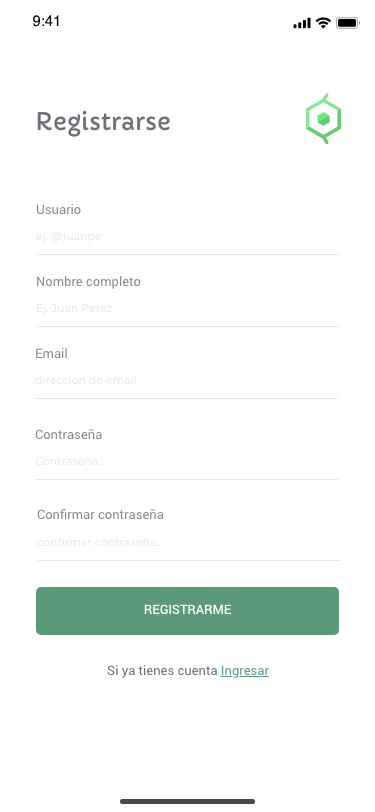 9:41
Registrarse
Usuario
ej. @juanpe
Nombre completo
Ej. Juan Pérez
Email
dirección de email
Contraseña
Contraseña...
Confirmar contraseña
confirmar contraseña..
REGISTRARME
Si ya tienes cuenta Ingresar